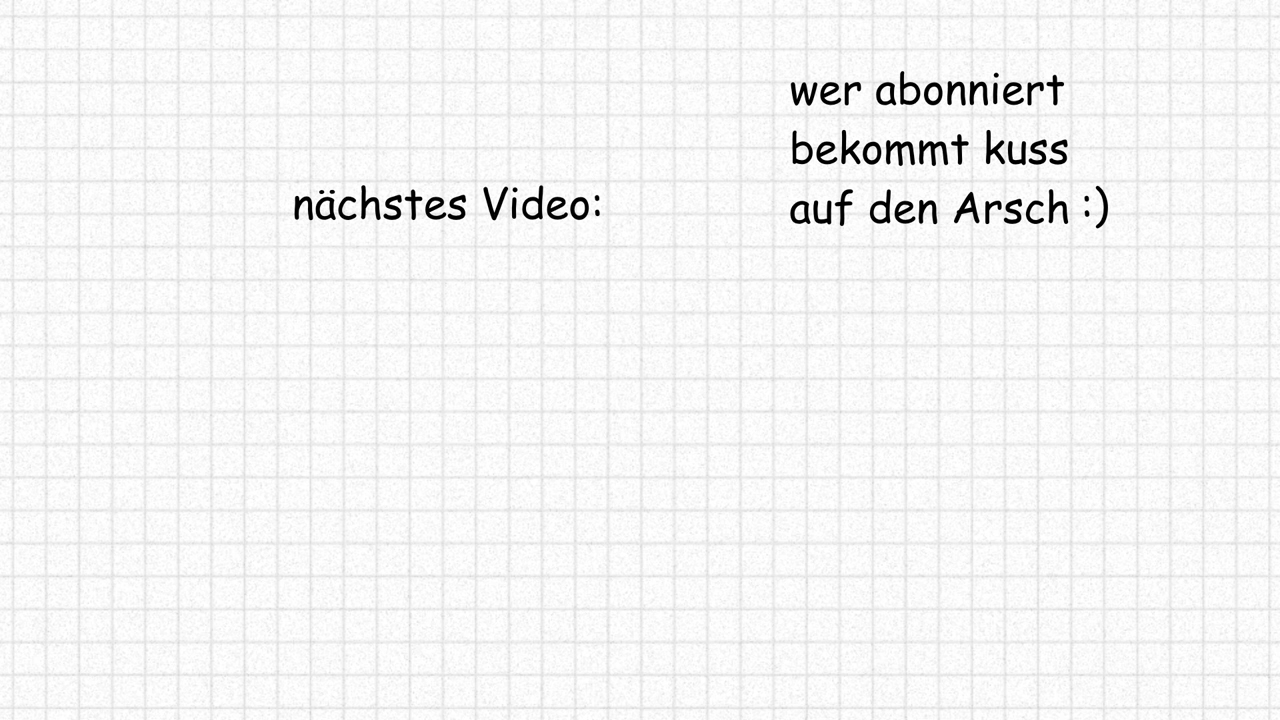 nächstes Video:
wer abonniert
bekommt kuss
auf den Arsch :)